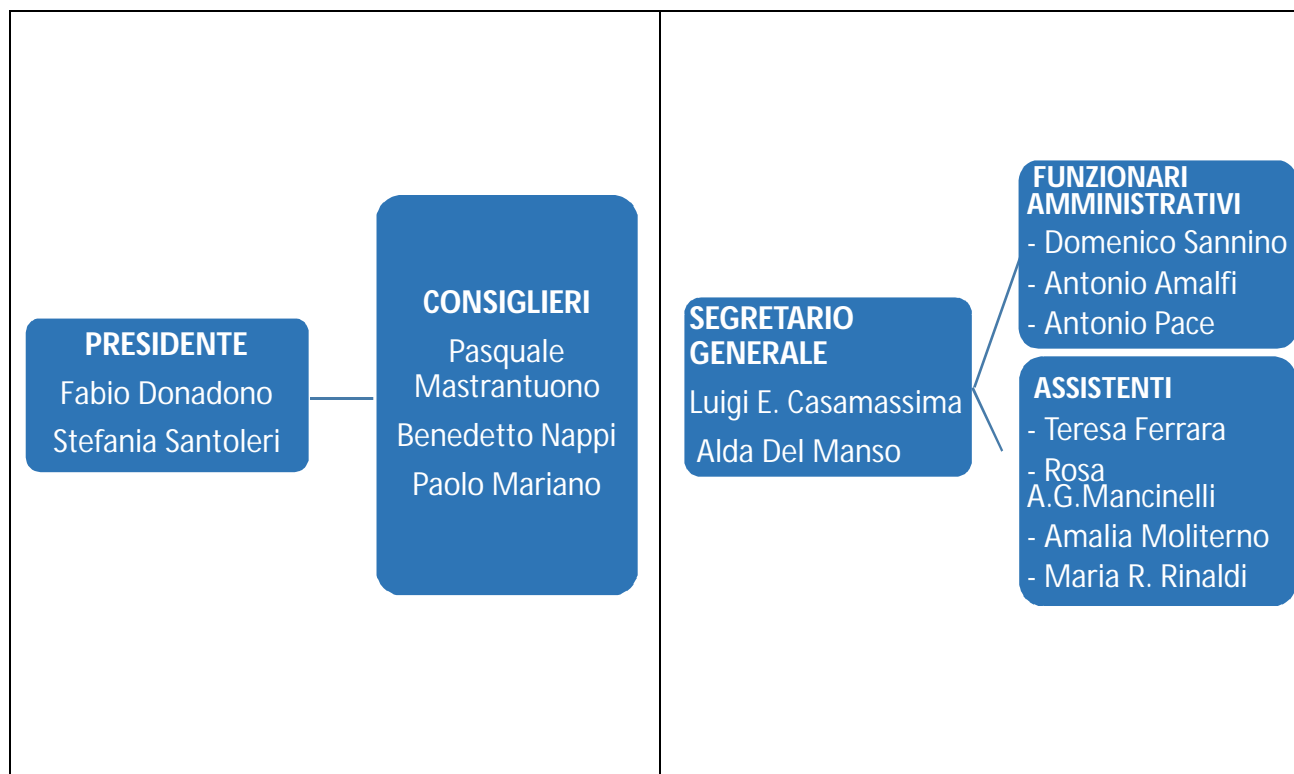 PRESIDENTE
Fabio Donadono
Stefania Santoleri
CONSIGLIERI
Pasquale
Mastrantuono
Benedetto Nappi
Paolo Mariano
SEGRETARIO
GENERALE
Luigi E. Casamassima
Alda Del Manso
FUNZIONARI
AMMINISTRATIVI
- Domenico Sannino
- Antonio Amalfi
- Antonio Pace
ASSISTENTI
- Teresa Ferrara
- Rosa
A.G.Mancinelli
- Amalia Moliterno
- Maria R. Rinaldi